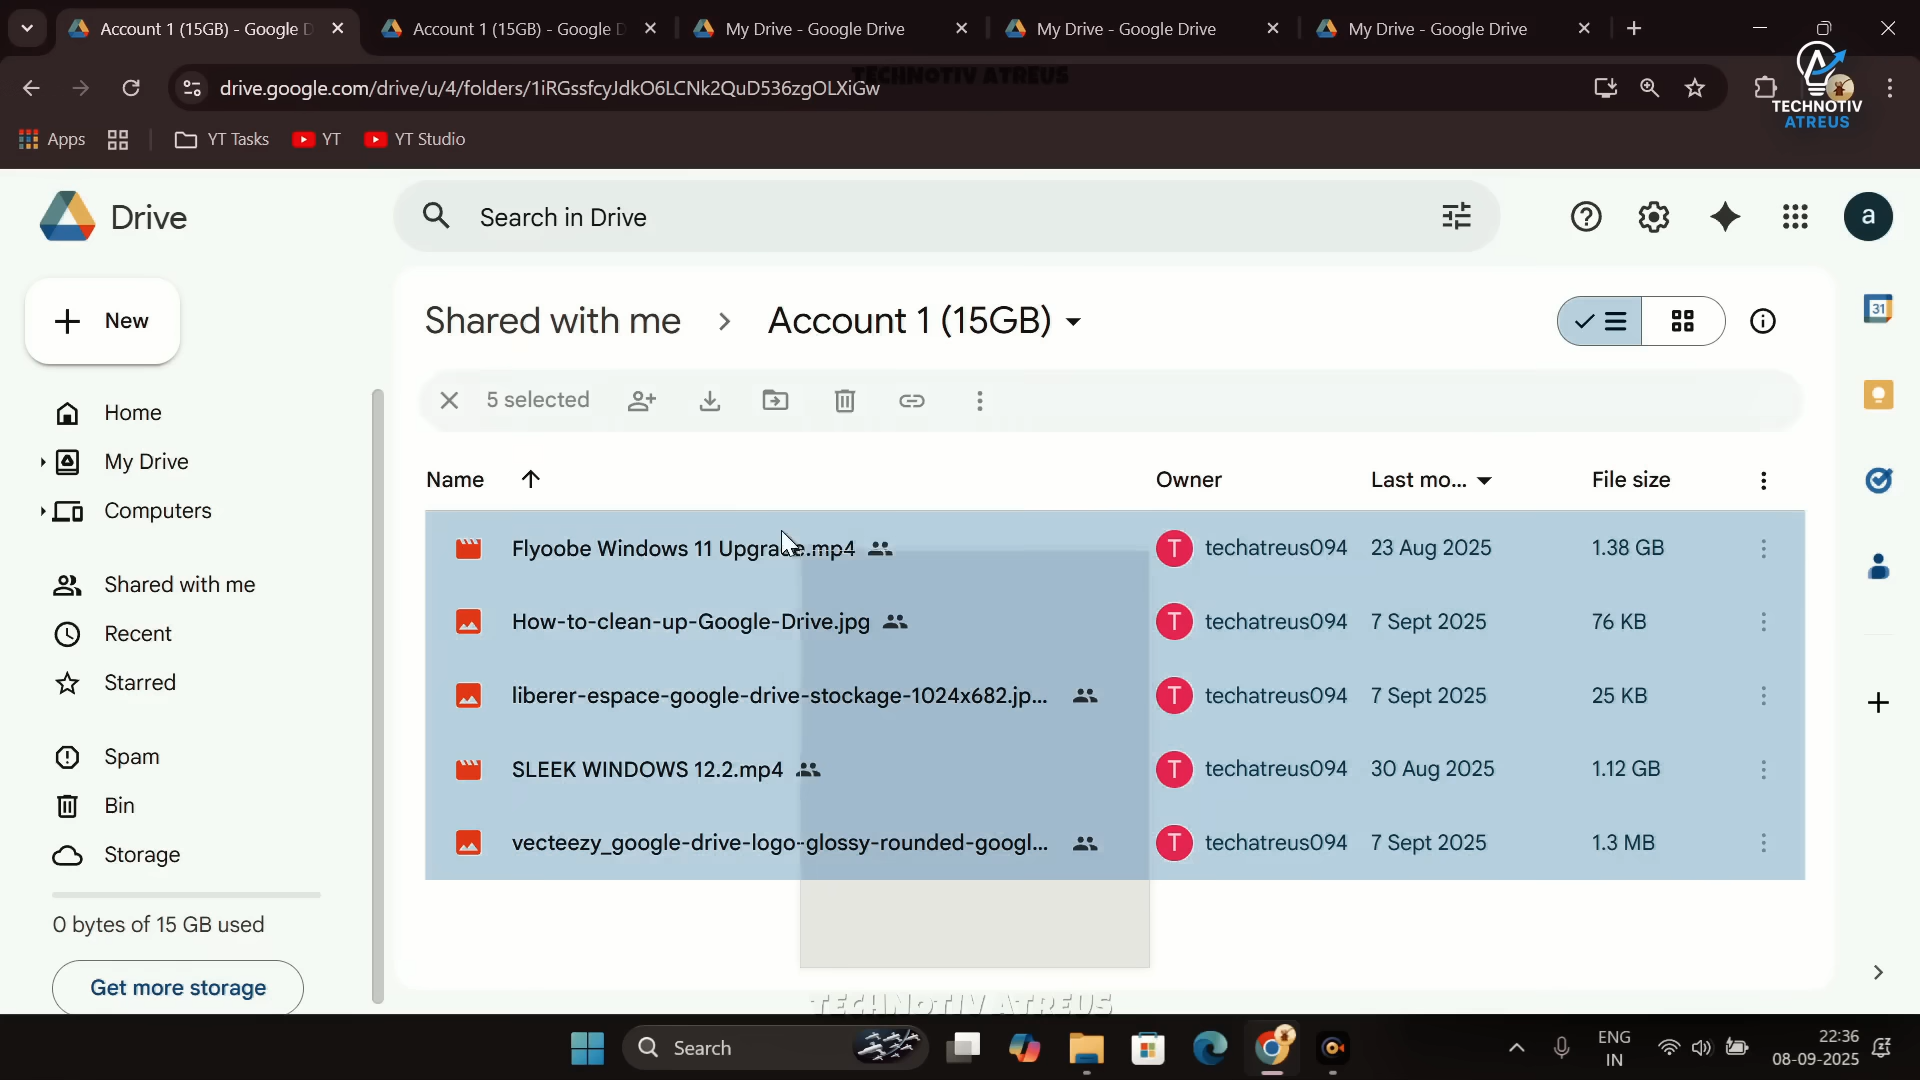 Account 1 (15GB) - Google D
Account 1 (15GB) - Google D
My Drive - Google Drive
My Drive - Google Drive
My Drive - Google Drive
TECHNOTIV ATREUS
drive.google.com/drive/u/4/folders/1iRGssfcyJdkO6LCNk2QuD536zgOLXiGw
TECHNOTIV
ATREUS
Apps
YT Tasks
YT
YT Studio
Drive
Search in Drive
a
New
Shared with me
Account 1 (15GB)
31
5 selected
Home
My Drive
Computers
Shared with me
Recent
Starred
Spam
Bin
Storage
0 bytes of 15 GB used
Get more storage
Name Owner Last mo... File size
Flyoobe Windows 11 Upgrade.mp4 T techatreus094 23 Aug 2025 1.38 GB
How-to-clean-up-Google-Drive.jpg T techatreus094 7 Sept 2025 76 KB
liberer-espace-google-drive-stockage-1024x682.jp... T techatreus094 7 Sept 2025 25 KB
SLEEK WINDOWS 12.2.mp4 T techatreus094 30 Aug 2025 1.12 GB
vecteezy_google-drive-logo-glossy-rounded-googl... T techatreus094 7 Sept 2025 1.3 MB
TECHNOTIV ATREUS
Search
ENG
IN
22:36
08-09-2025